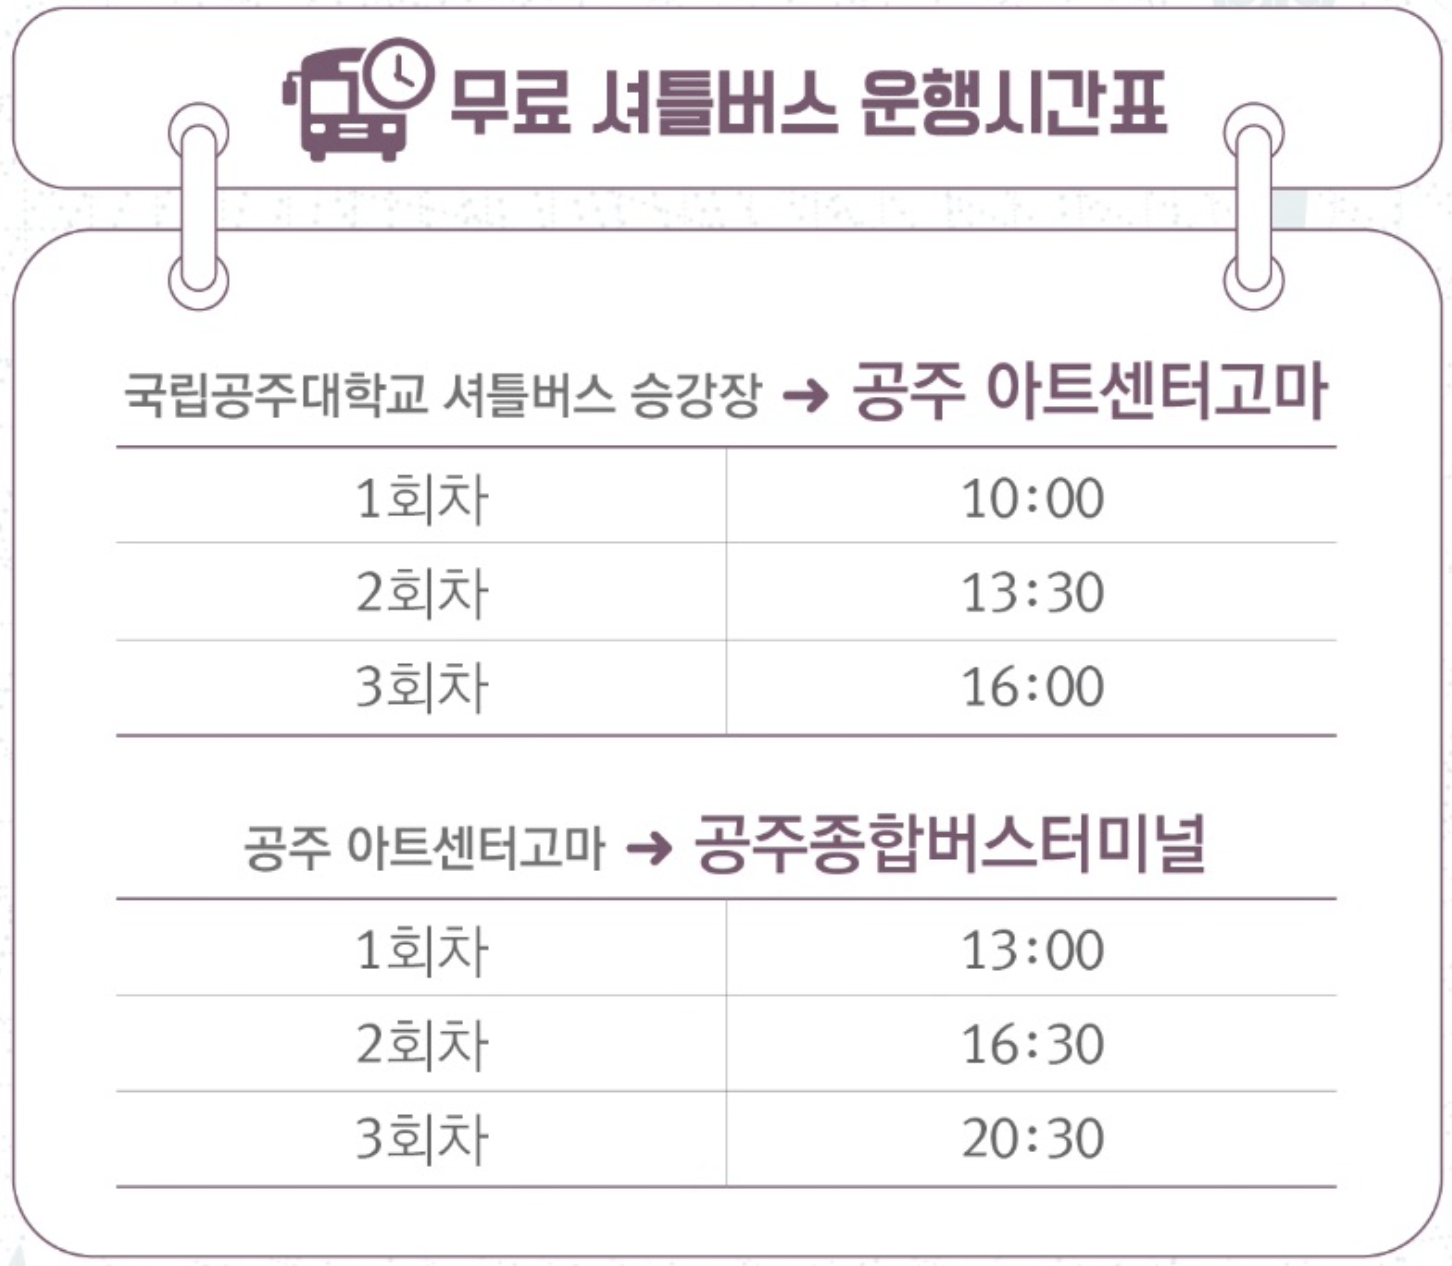 무료 셔틀버스 운행시간표
국립공주대학교 셔틀버스 승강장 → 공주 아트센터고마
1회차 10:00
2회차 13:30
3회차 16:00
공주 아트센터고마 → 공주종합버스터미널
1회차 13:00
2회차 16:30
3회차 20:30